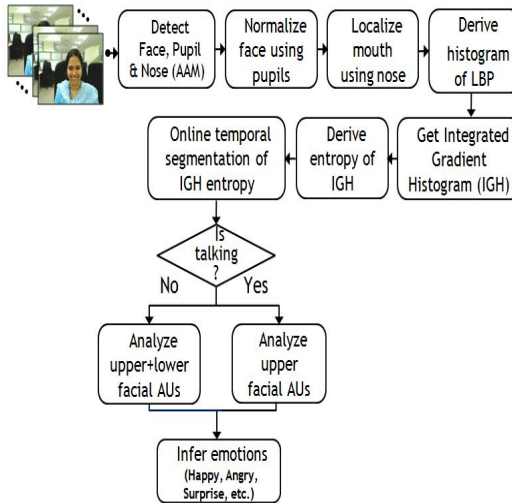 Detect
Face, Pupil
& Nose (AAM)
Normalize
face using
pupils
Localize
mouth
using nose
Derive
histogram
of LBP
Get Integrated
Gradient
Histogram (IGH)
Derive
entropy of
IGH
Online temporal
segmentation of
IGH entropy
Is
talking
?
No
Yes
Analyze
upper+lower
facial AUs
Analyze
upper
facial AUs
Infer emotions
(Happy, Angry,
Surprise, etc.)